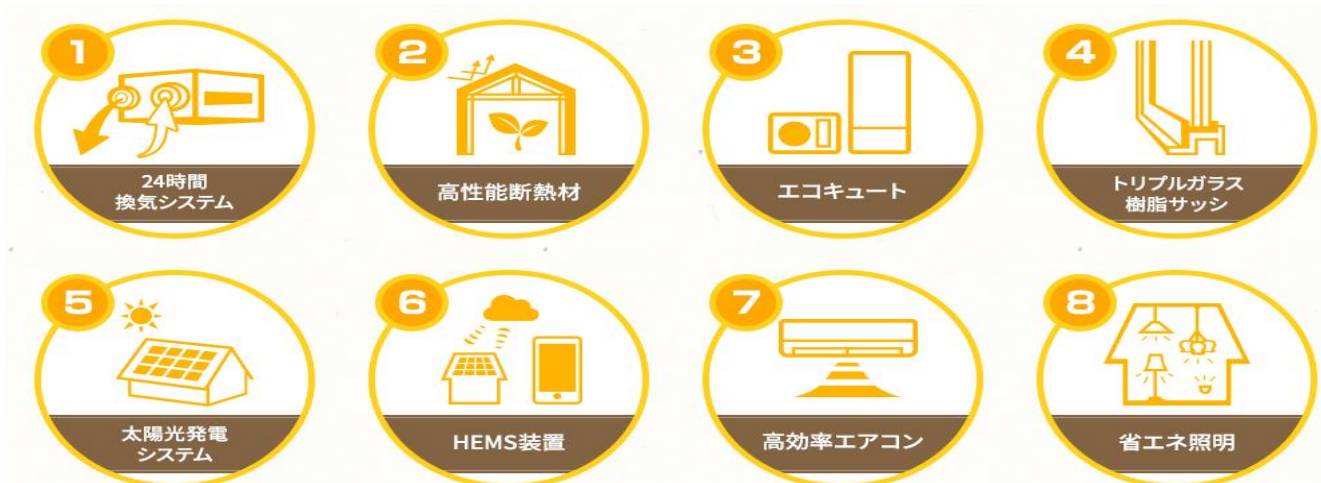 1
24時間
換気システム
2
高性能断熱材
3
エコキュート
4
トリプルガラス
樹脂サッシ
5
太陽光発電
システム
6
HEMS装置
7
高効率エアコン
8
省エネ照明